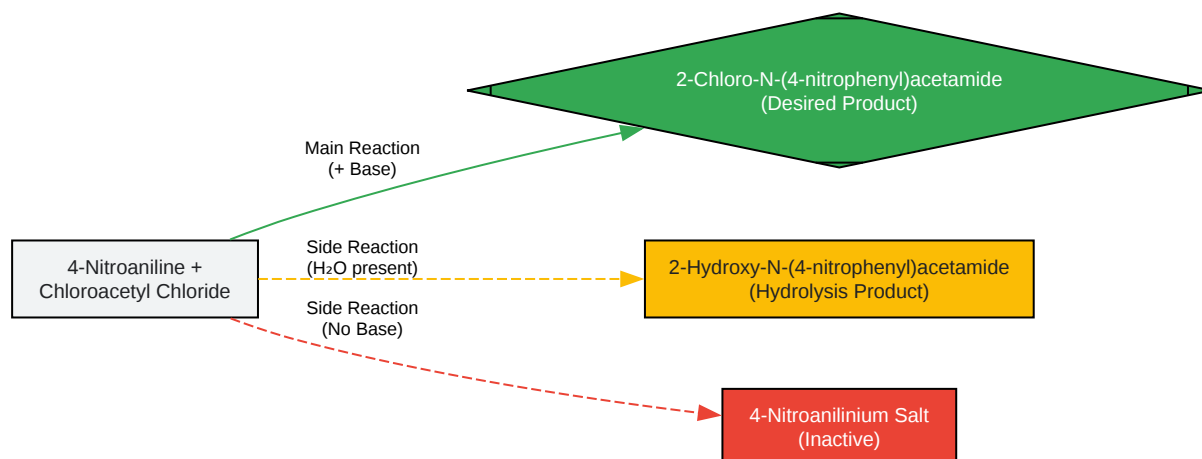 2-Chloro-N-(4-nitrophenyl)acetamide
(Desired Product)
Main Reaction
(+ Base)
4-Nitroaniline +
Chloroacetyl Chloride
Side Reaction
(H₂O present)
2-Hydroxy-N-(4-nitrophenyl)acetamide
(Hydrolysis Product)
Side Reaction
(No Base)
4-Nitroanilinium Salt
(Inactive)